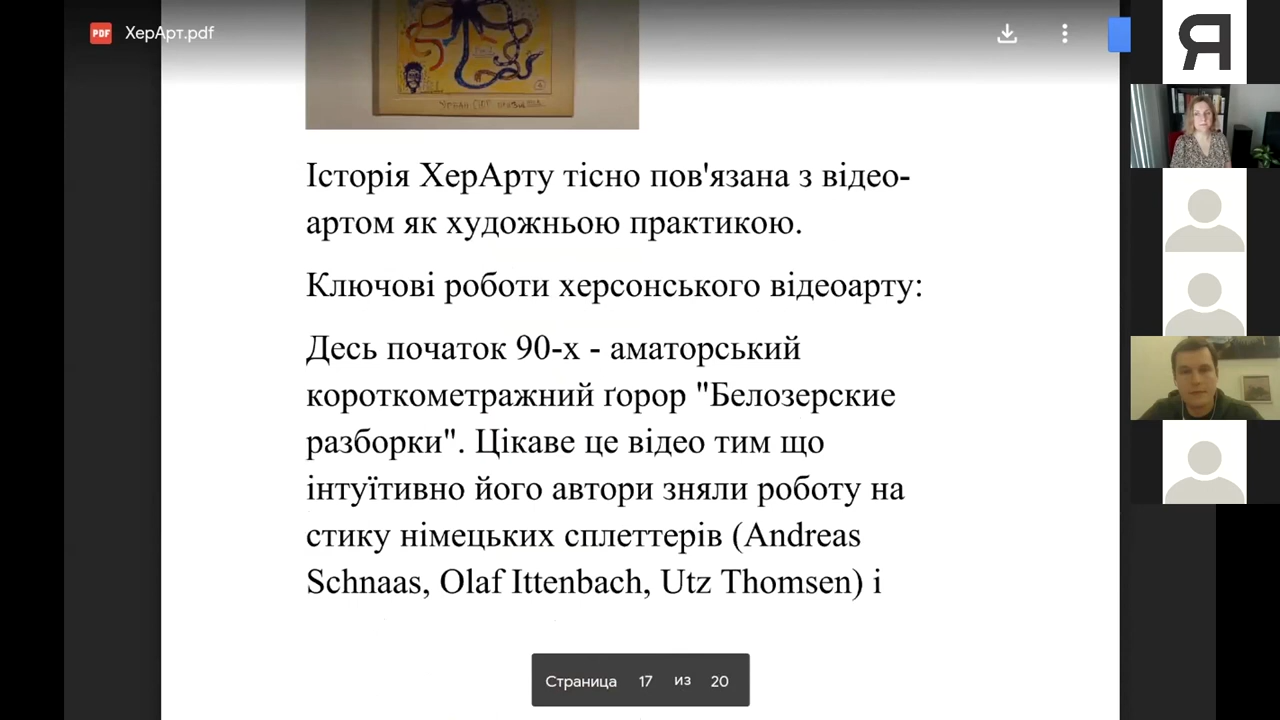 ХерАрт.pdf
Я
Історія ХерАрту тісно пов'язана з відео-
артом як художньою практикою.
Ключові роботи херсонського відеоарту:
Десь початок 90-х - аматорський
короткометражний ґорор "Белозерские
разборки". Цікаве це відео тим що
інтуїтивно його автори зняли роботу на
стику німецьких сплеттерів (Andreas
Schnaas, Olaf Ittenbach, Utz Thomsen) і
Страница 17 из 20